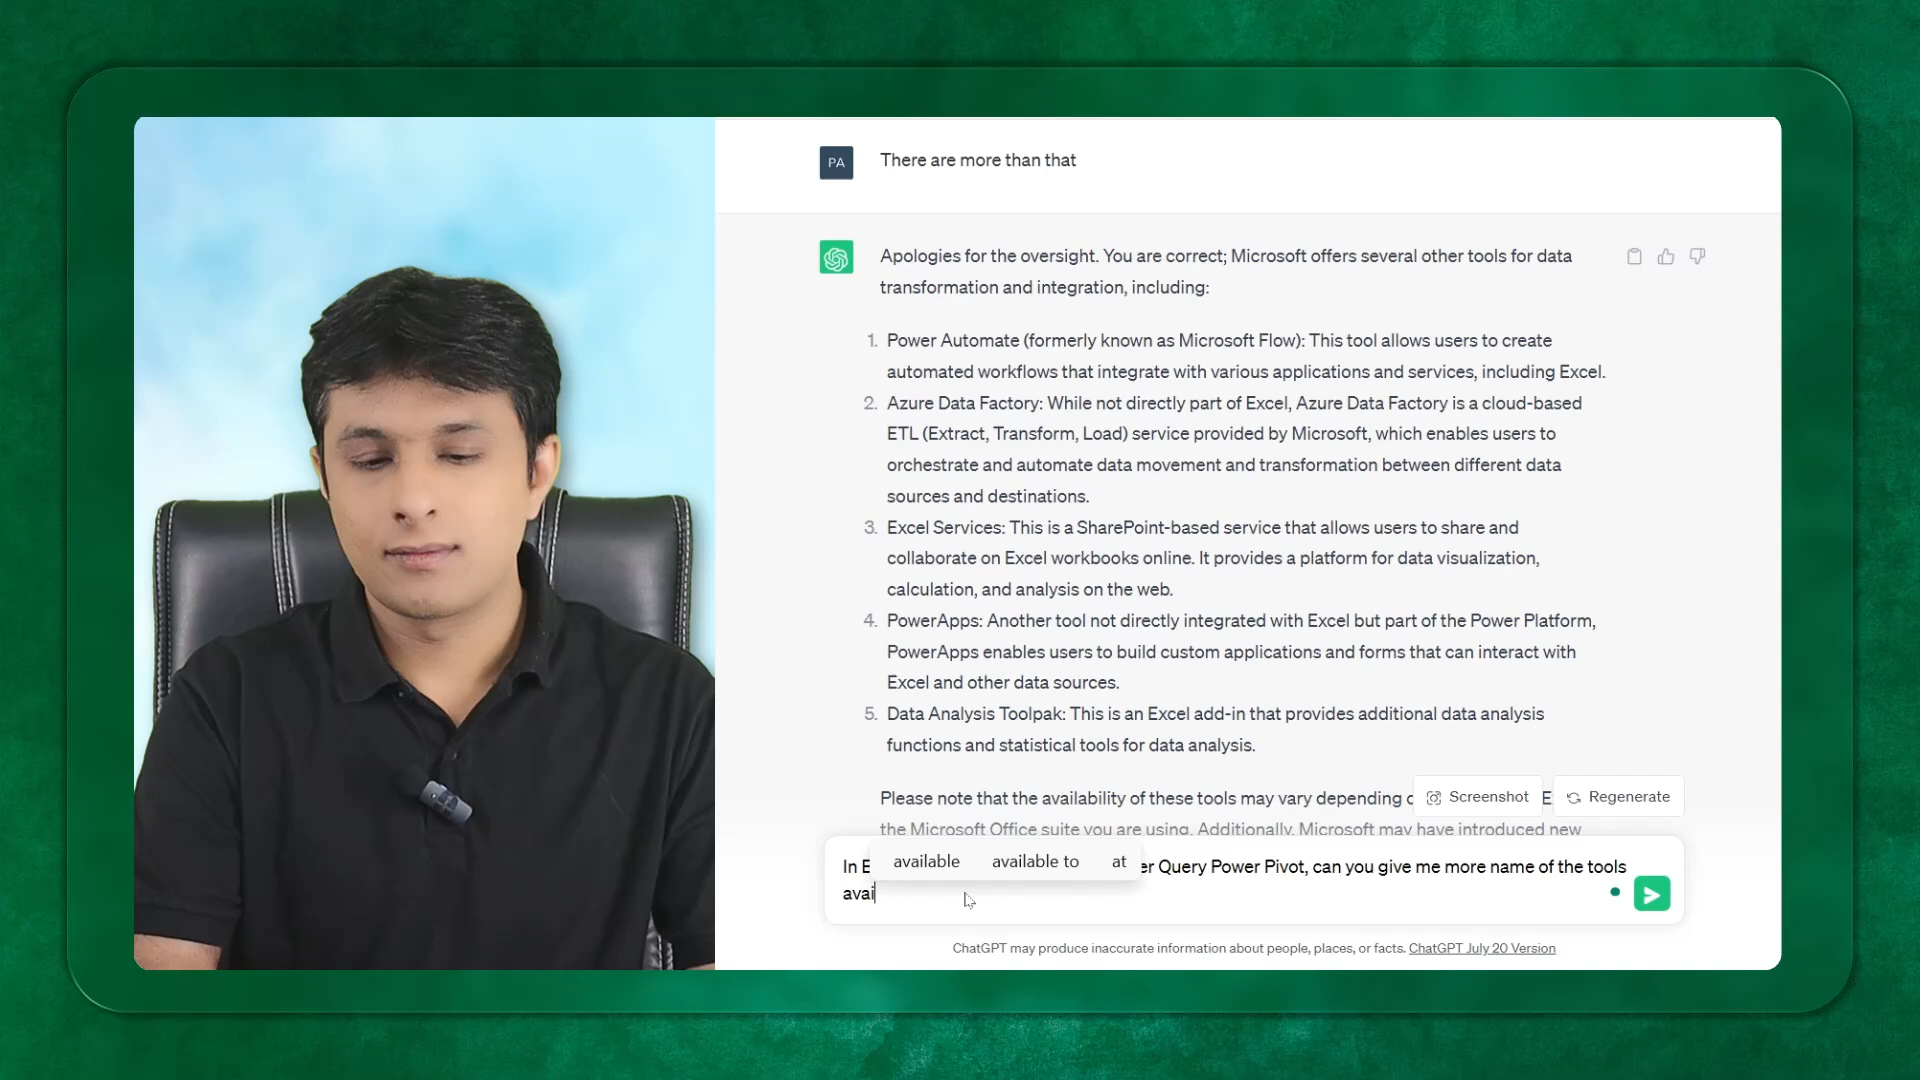 PA
There are more than that
Apologies for the oversight. You are correct; Microsoft offers several other tools for data
transformation and integration, including:
1. Power Automate (formerly known as Microsoft Flow): This tool allows users to create
automated workflows that integrate with various applications and services, including Excel.
2. Azure Data Factory: While not directly part of Excel, Azure Data Factory is a cloud-based
ETL (Extract, Transform, Load) service provided by Microsoft, which enables users to
orchestrate and automate data movement and transformation between different data
sources and destinations.
3. Excel Services: This is a SharePoint-based service that allows users to share and
collaborate on Excel workbooks online. It provides a platform for data visualization,
calculation, and analysis on the web.
4. PowerApps: Another tool not directly integrated with Excel but part of the Power Platform,
PowerApps enables users to build custom applications and forms that can interact with
Excel and other data sources.
5. Data Analysis Toolpak: This is an Excel add-in that provides additional data analysis
functions and statistical tools for data analysis.
Please note that the availability of these tools may vary depending
Screenshot
Regenerate
the Microsoft Office suite you are using. Additionally, Microsoft may have introduced new
available available to at
In Query Power Pivot, can you give me more name of the tools
avai
ChatGPT may produce inaccurate information about people, places, or facts. ChatGPT July 20 Version